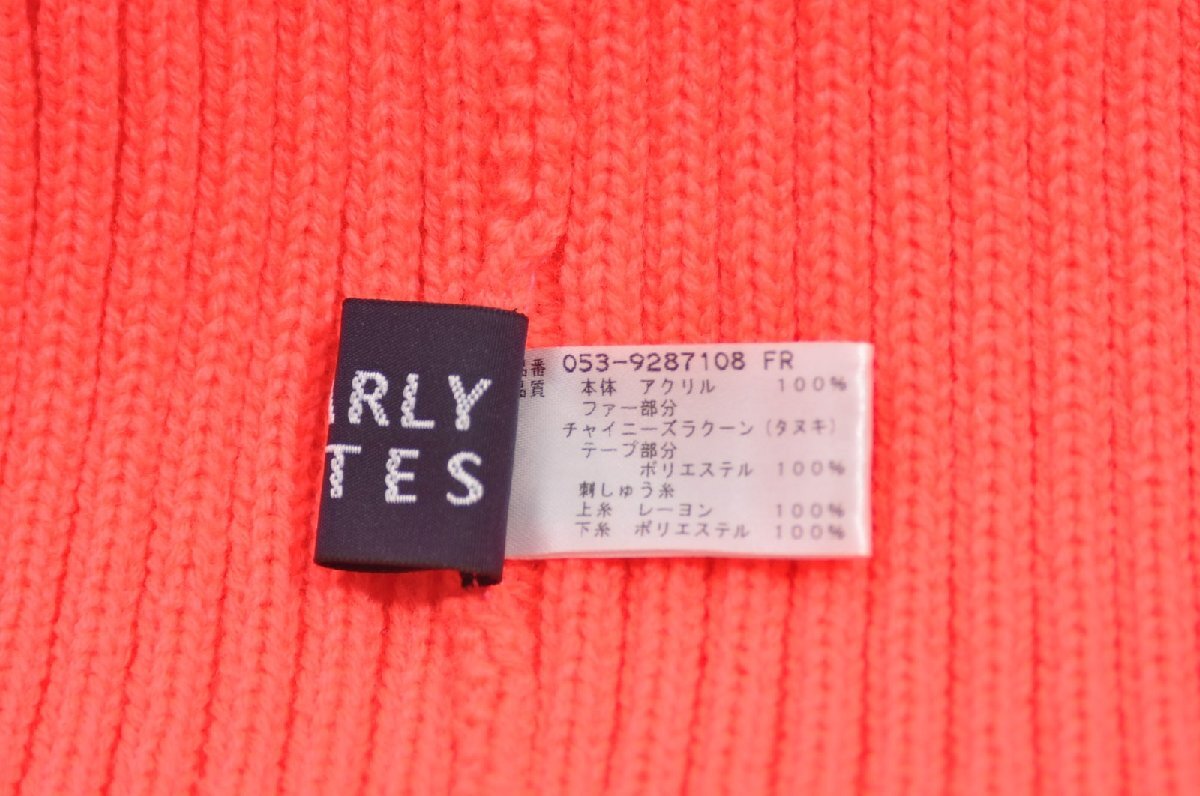 RLY
TES
品番 053-9287108 FR
品質 本体 アクリル 100%
ファー部分
チャイニーズラクーン(タヌキ)
テープ部分
ポリエステル 100%
刺しゅう糸
上糸 レーヨン 100%
下糸 ポリエステル 100%